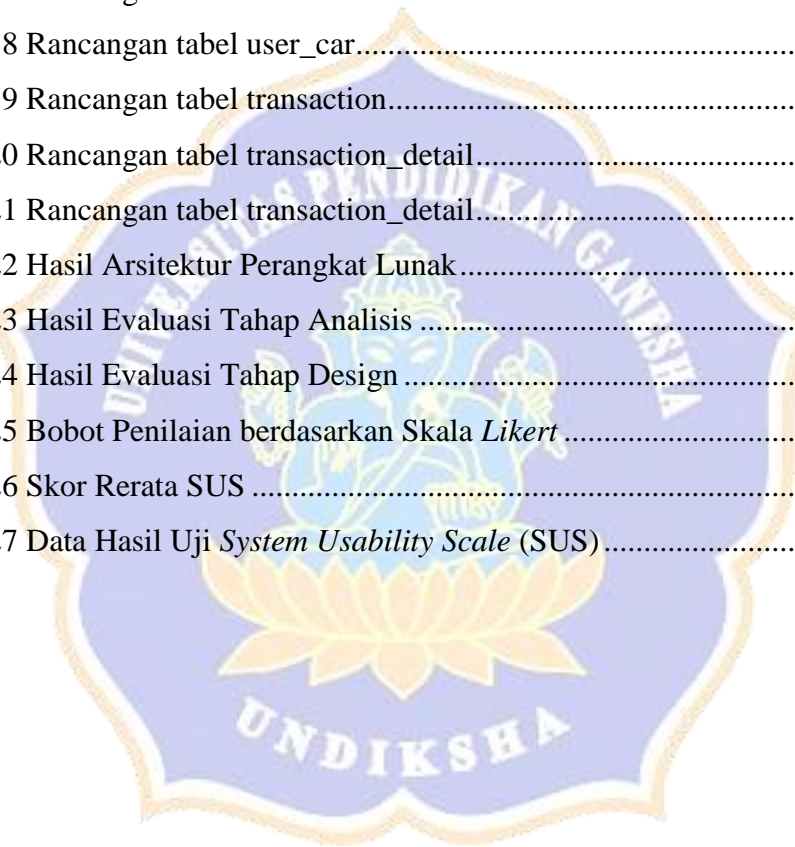 8 Rancangan tabel user_car..........................................................
9 Rancangan tabel transaction......................................................
0 Rancangan tabel transaction_detail..........................................
1 Rancangan tabel transaction_detail..........................................
2 Hasil Arsitektur Perangkat Lunak............................................
3 Hasil Evaluasi Tahap Analisis ..................................................
4 Hasil Evaluasi Tahap Design ....................................................
5 Bobot Penilaian berdasarkan Skala Likert ...............................
6 Skor Rerata SUS .......................................................................
7 Data Hasil Uji System Usability Scale (SUS)..........................
UNIVERSITAS PENDIDIKAN GANESHA
UNDIKSHA